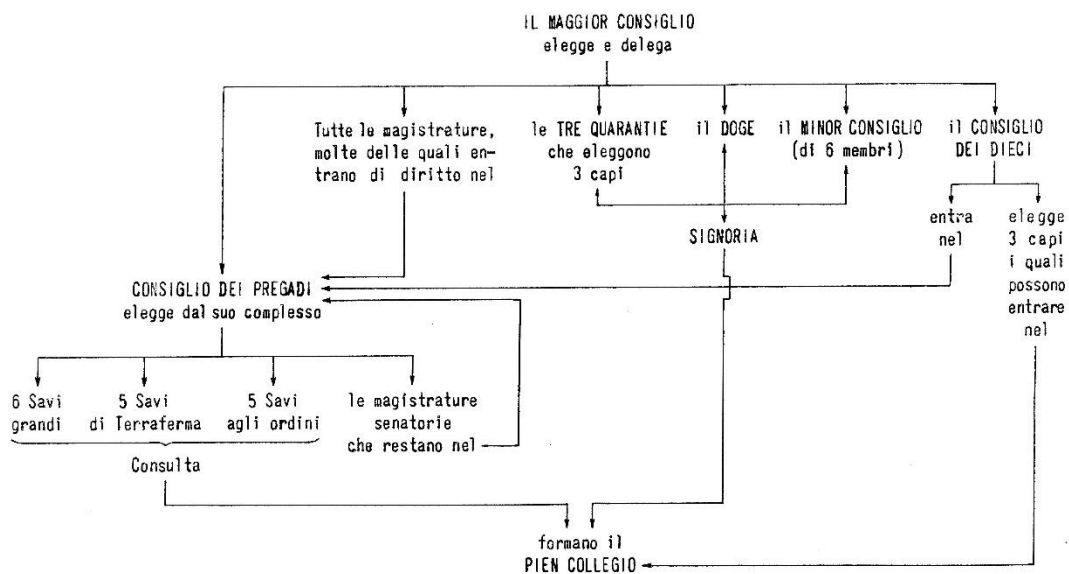 IL MAGGIOR CONSIGLIO
elegge e delega
Tutte le magistrature,
molte delle quali en-
trano di diritto nel
le TRE QUARANTIE
che eleggono
3 capi
il DOGE
il MINOR CONSIGLIO
(di 6 membri)
il CONSIGLIO
DEI DIECI
SIGNORIA
entra
nel
elegge
3 capi
i quali
possono
entrare
nel
CONSIGLIO DEI PREGADI
elegge dal suo complesso
6 Savi
grandi
5 Savi
di Terraferma
5 Savi
agli ordini
le magistrature
senatorie
che restano nel
Consulta
formano il
PIEN COLLEGIO